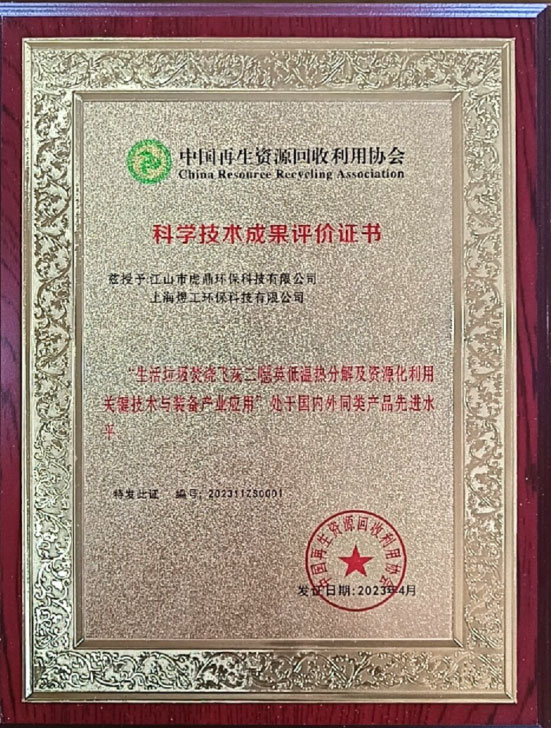 中国再生资源回收利用协会
China Resource Recycling Association
科学技术成果评价证书
兹授予:江山市虎鼎环保科技有限公司
上海煜工环保科技有限公司
“生活垃圾焚烧飞灰二噁英低温热分解及资源化利用
关键技术与装备产业应用”处于国内外同类产品先进水
平
特发此证 编号: 202311ZS0001
中国再生资源回收利用协会
发证日期:2023年4月